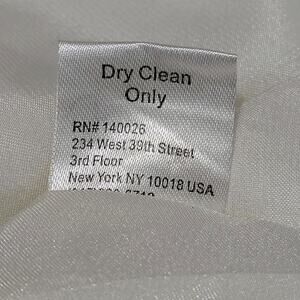 Dry Clean
Only
RN# 140026
234 West 39th Street
3rd Floor
New York NY 10018 USA